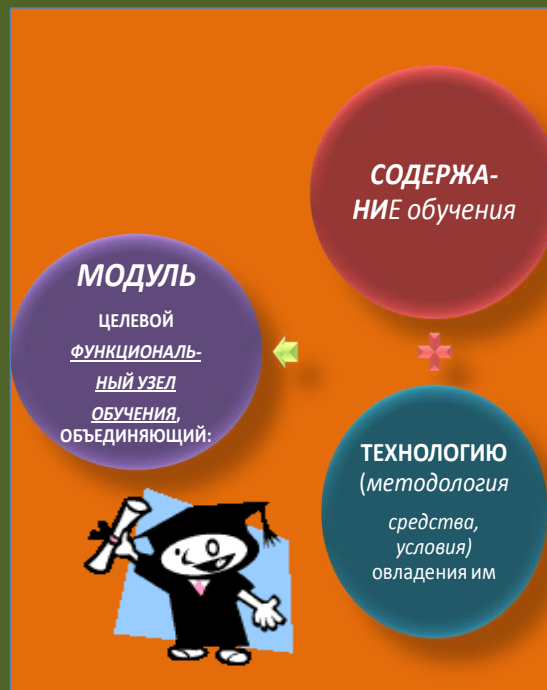 МОДУЛЬ
ЦЕЛЕВОЙ
ФУНКЦИОНАЛЬ-
НЫЙ УЗЕЛ
ОБУЧЕНИЯ,
ОБЪЕДИНЯЮЩИЙ:
СОДЕРЖА-
НИЕ обучения
ТЕХНОЛОГИЮ
(методология
средства,
условия)
овладения им